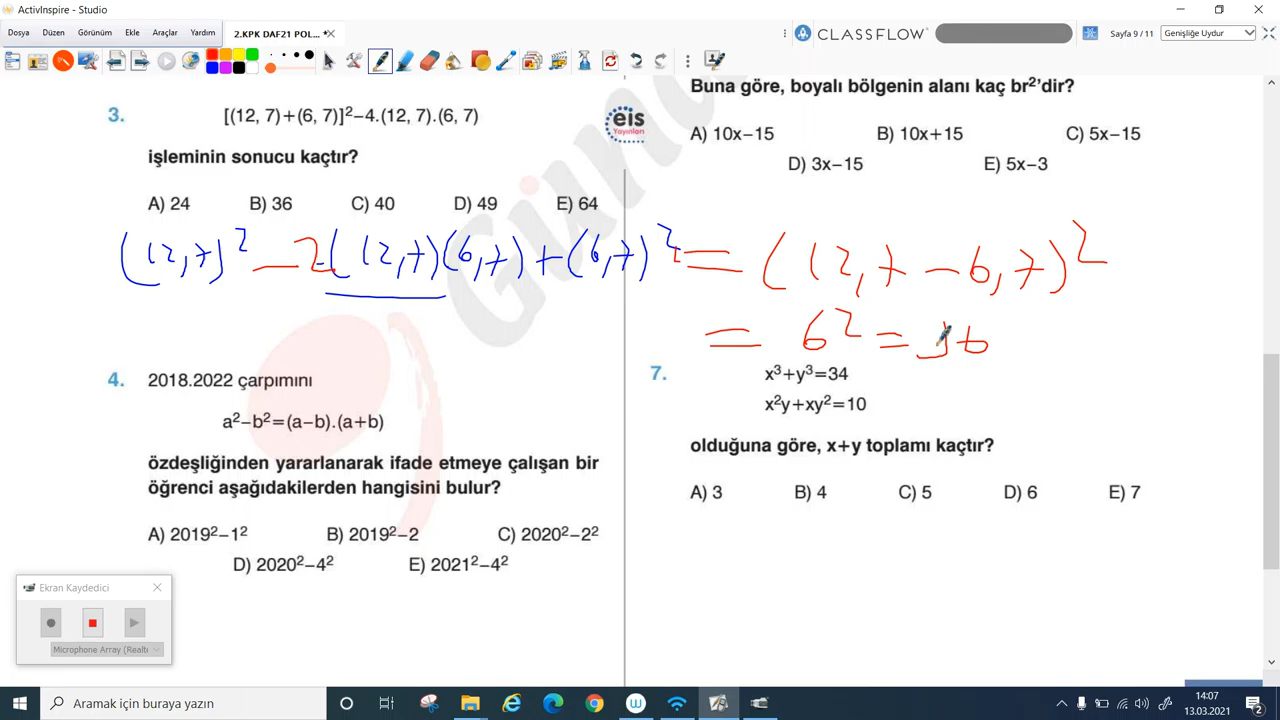 ActivInspire - Studio
Dosya Düzen Görünüm Ekle Araçlar Yardım
2.KPK DAF21 POL... *
CLASSFLOW
Sayfa 9 / 11
Genişliğe Uydur
3. [(12, 7)+(6, 7)]²−4.(12, 7).(6, 7)
işleminin sonucu kaçtır?
A) 24 B) 36 C) 40 D) 49 E) 64
(12,7)² − 2(12,7)(6,7) + (6,7)² = (12,7 − 6,7)²
= 6² = 36
4. 2018.2022 çarpımını
a²−b²=(a−b).(a+b)
özdeşliğinden yararlanarak ifade etmeye çalışan bir
öğrenci aşağıdakilerden hangisini bulur?
A) 2019²−1² B) 2019²−2 C) 2020²−2²
D) 2020²−4² E) 2021²−4²
eis
Yayınları
Buna göre, boyalı bölgenin alanı kaç br²'dir?
A) 10x−15 B) 10x+15 C) 5x−15
D) 3x−15 E) 5x−3
7. x³+y³=34
x²y+xy²=10
olduğuna göre, x+y toplamı kaçtır?
A) 3 B) 4 C) 5 D) 6 E) 7
Ekran Kaydedici
Microphone Array (Realte
Aramak için buraya yazın
14:07
13.03.2021
2